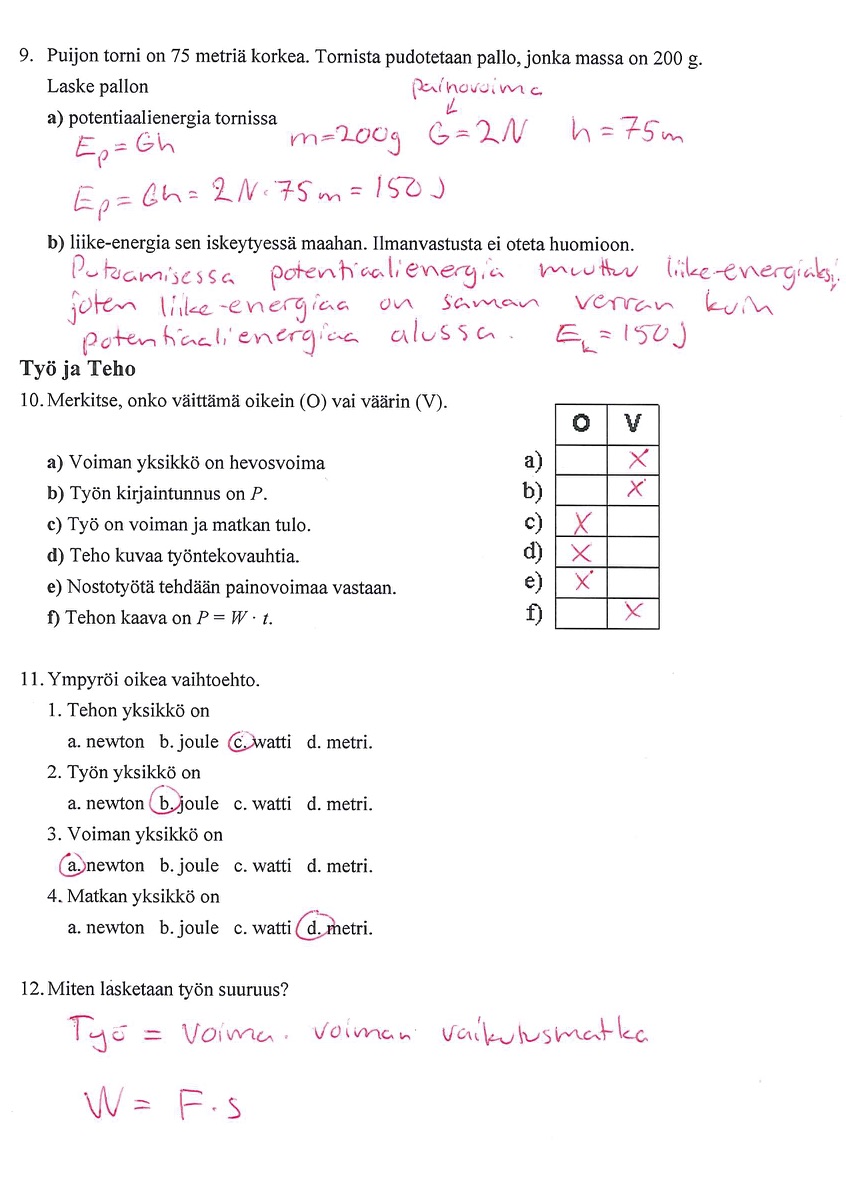 9. Puijon torni on 75 metriä korkea. Tornista pudotetaan pallo, jonka massa on 200 g.
Laske pallon
painovoima
a) potentiaalienergia tornissa
Ep = Gh m=200g G=2N h=75m
Ep = Gh = 2N·75m = 150J
b) liike-energia sen iskeytyessä maahan. Ilmanvastusta ei oteta huomioon.
Putoamisessa potentiaalienergia muuttuu liike-energiaksi,
joten liike-energiaa on saman verran kuin
potentiaalienergiaa alussa. Ek = 150J
Työ ja Teho
10. Merkitse, onko väittämä oikein (O) vai väärin (V).
O V
a) Voiman yksikkö on hevosvoima a) X
b) Työn kirjaintunnus on P. b) X
c) Työ on voiman ja matkan tulo. c) X
d) Teho kuvaa työntekovauhtia. d) X
e) Nostotyötä tehdään painovoimaa vastaan. e) X
f) Tehon kaava on P = W · t. f) X
11. Ympyröi oikea vaihtoehto.
1. Tehon yksikkö on
a. newton b. joule c. watti d. metri.
2. Työn yksikkö on
a. newton b. joule c. watti d. metri.
3. Voiman yksikkö on
a. newton b. joule c. watti d. metri.
4. Matkan yksikkö on
a. newton b. joule c. watti d. metri.
12. Miten lasketaan työn suuruus?
Työ = voima · voiman vaikutusmatka
W = F·s